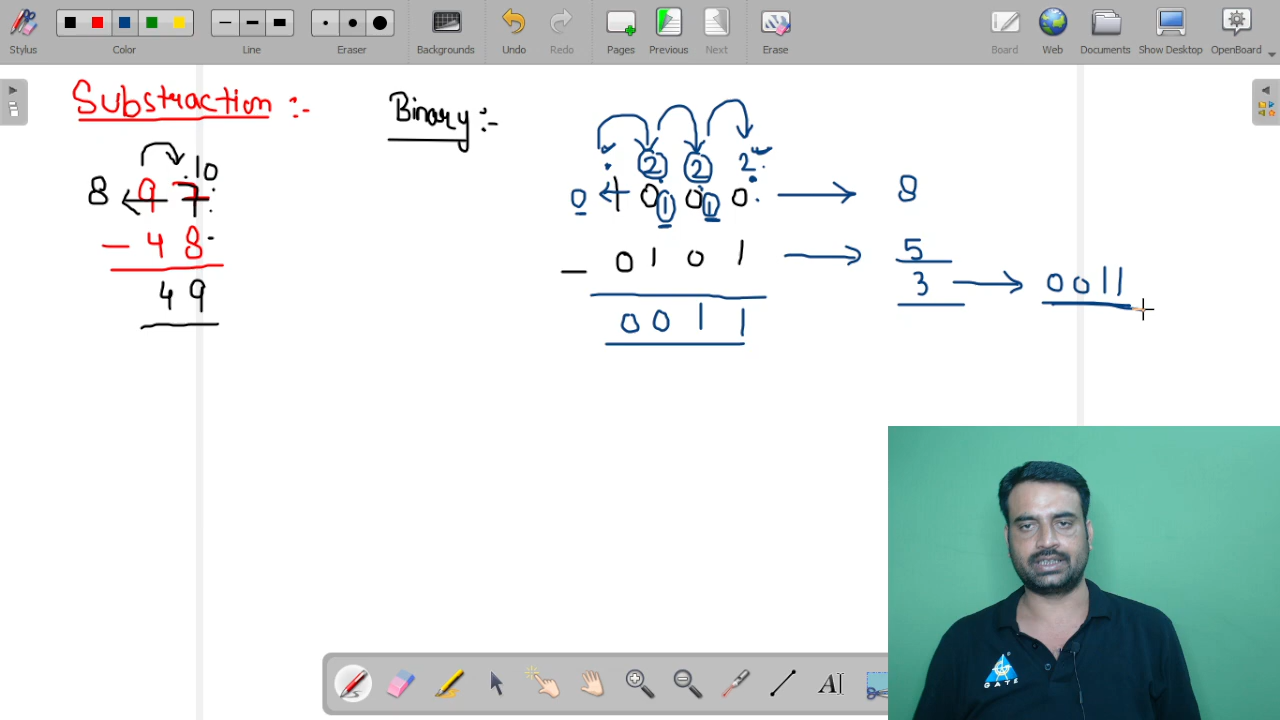 Stylus
Color
Line
Eraser
Backgrounds
Undo
Redo
Pages
Previous
Next
Erase
Board
Web
Documents
Show Desktop
OpenBoard
Substraction :-
10
8 ← 9 7
- 4 8
4 9
Binary :-
2 2 2
0 ← 1 0 1 0 1 0 → 8
- 0 1 0 1 → 5
0 0 1 1
3 → 0 0 1 1
GATE